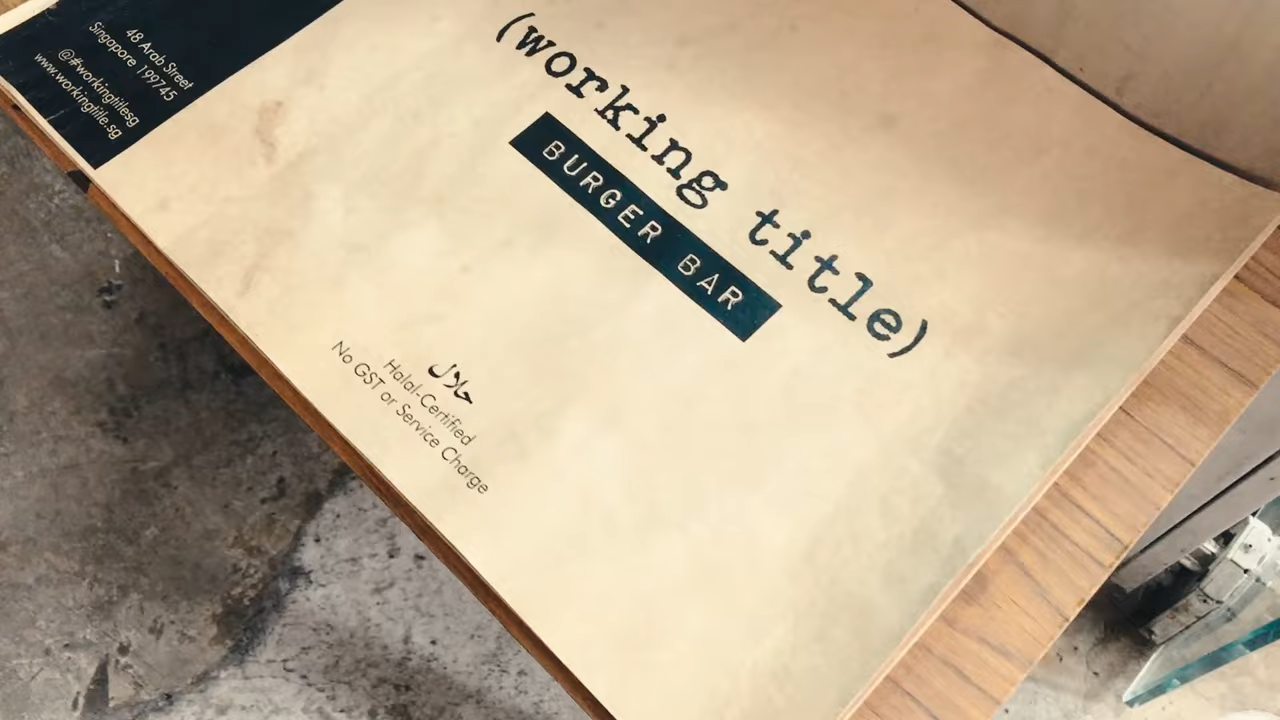 48 Arab Street
Singapore 199745
@#workingtitlesg
www.workingtitle.sg
(working title)
BURGER BAR
حلال
Halal-Certified
No GST or Service Charge